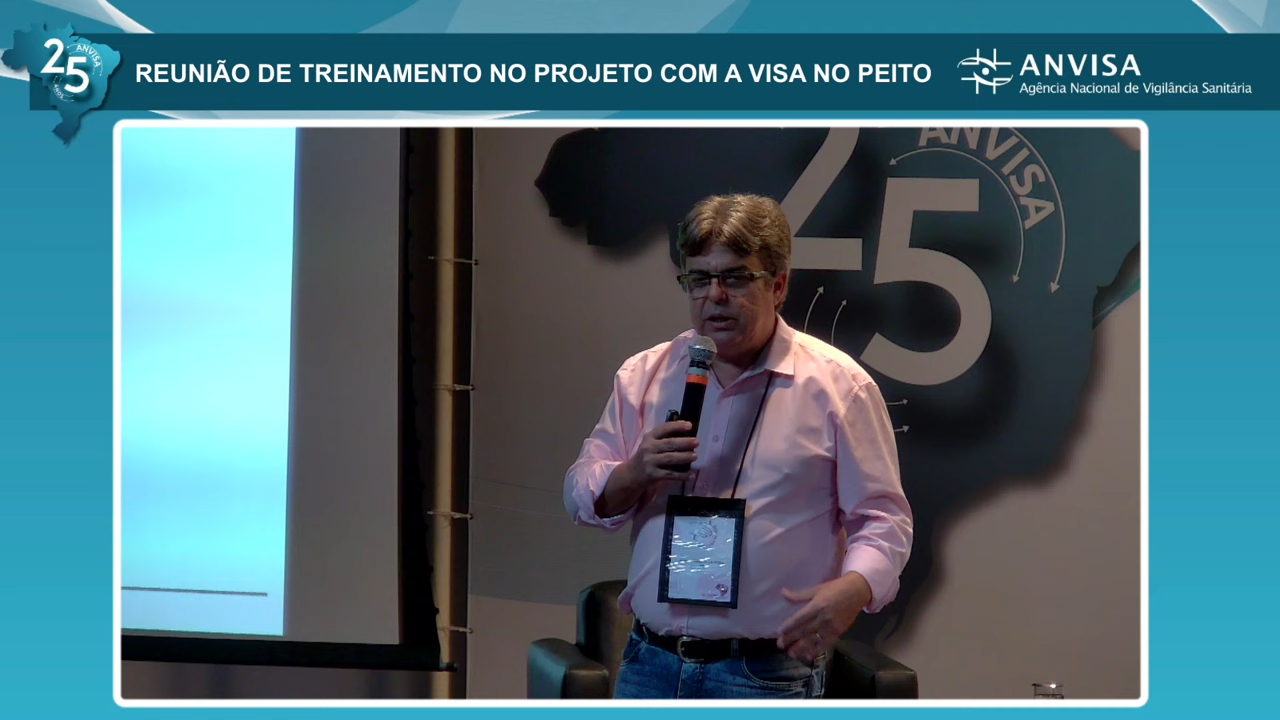 25
ANVISA
ANOS
REUNIÃO DE TREINAMENTO NO PROJETO COM A VISA NO PEITO
ANVISA
Agência Nacional de Vigilância Sanitária
ANVISA
25